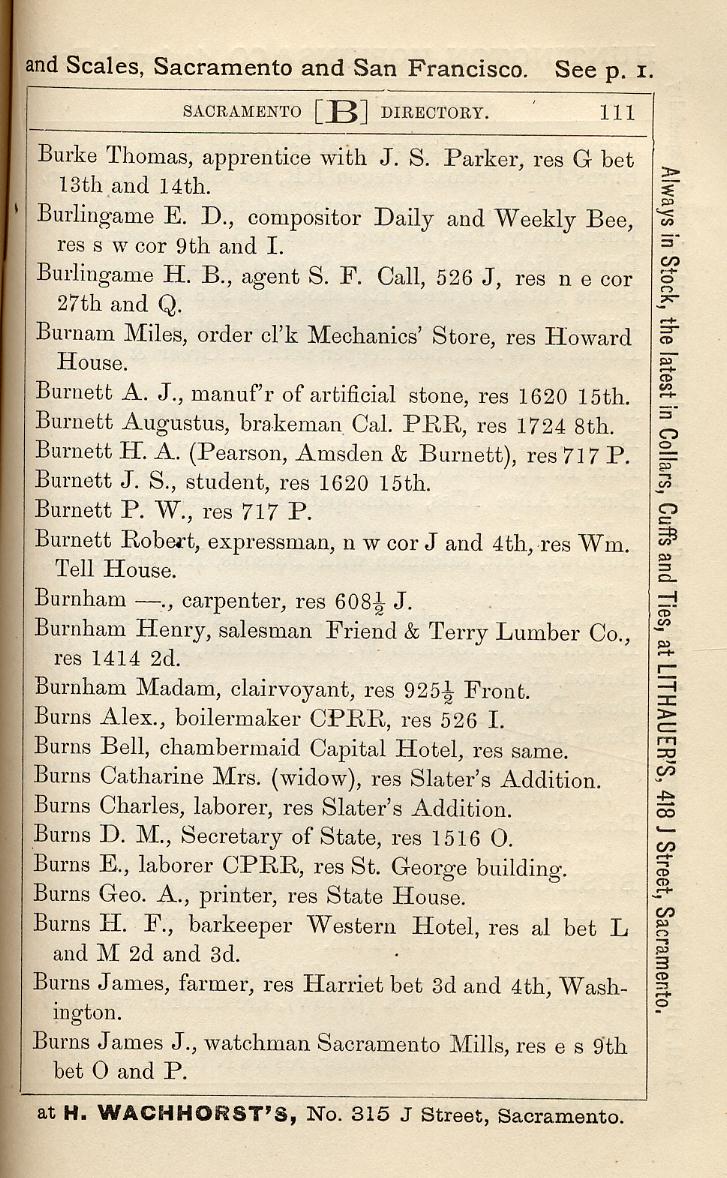 and Scales, Sacramento and San Francisco. See p. 1.
SACRAMENTO [B] DIRECTORY. 111
Burke Thomas, apprentice with J. S. Parker, res G bet
13th and 14th.
Burlingame E. D., compositor Daily and Weekly Bee,
res s w cor 9th and I.
Burlingame H. B., agent S. F. Call, 526 J, res n e cor
27th and Q.
Burnam Miles, order cl'k Mechanics' Store, res Howard
House.
Burnett A. J., manuf'r of artificial stone, res 1620 15th.
Burnett Augustus, brakeman Cal. PRR, res 1724 8th.
Burnett H. A. (Pearson, Amsden & Burnett), res 717 P.
Burnett J. S., student, res 1620 15th.
Burnett P. W., res 717 P.
Burnett Robert, expressman, n w cor J and 4th, res Wm.
Tell House.
Burnham —., carpenter, res 608½ J.
Burnham Henry, salesman Friend & Terry Lumber Co.,
res 1414 2d.
Burnham Madam, clairvoyant, res 925½ Front.
Burns Alex., boilermaker CPRR, res 526 I.
Burns Bell, chambermaid Capital Hotel, res same.
Burns Catharine Mrs. (widow), res Slater's Addition.
Burns Charles, laborer, res Slater's Addition.
Burns D. M., Secretary of State, res 1516 O.
Burns E., laborer CPRR, res St. George building.
Burns Geo. A., printer, res State House.
Burns H. F., barkeeper Western Hotel, res al bet L
and M 2d and 3d.
Burns James, farmer, res Harriet bet 3d and 4th, Wash-
ington.
Burns James J., watchman Sacramento Mills, res e s 9th
bet O and P.
at H. WACHHORST'S, No. 315 J Street, Sacramento.
Always in Stock, the latest in Collars, Cuffs and Ties, at LITHAUER'S, 418 J Street, Sacramento.